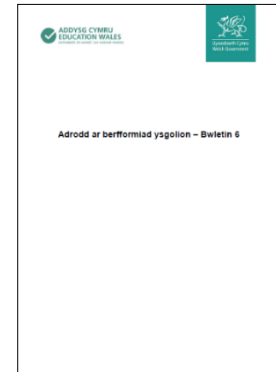 ADDYSG CYMRU
EDUCATION WALES
Llywodraeth Cymru
Welsh Government
Adrodd ar berfformiad ysgolion – Bwletin 6